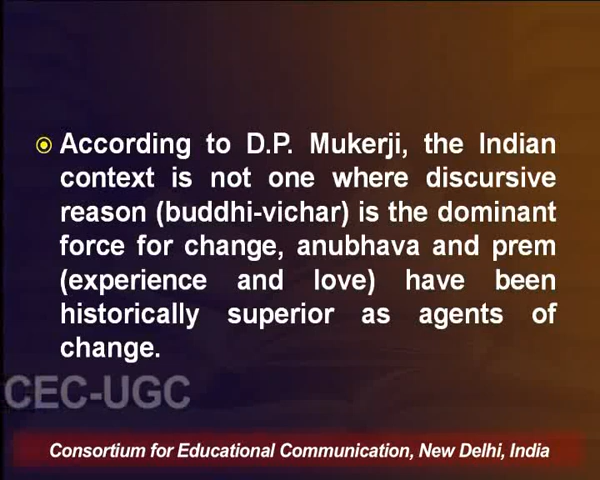 According to D.P. Mukerji, the Indian
context is not one where discursive
reason (buddhi-vichar) is the dominant
force for change, anubhava and prem
(experience and love) have been
historically superior as agents of
change.
CEC-UGC
Consortium for Educational Communication, New Delhi, India